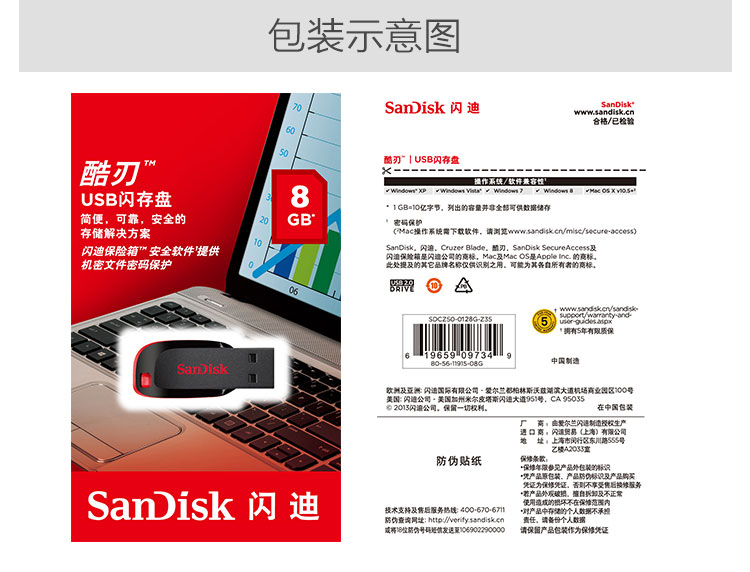 包装示意图
酷刃™
USB闪存盘
简便，可靠，安全的
存储解决方案
闪迪保险箱™ 安全软件¹提供
机密文件密码保护
8
GB*
70
60
50
40
30
20
10
0
06
SanDisk
SanDisk 闪迪
SanDisk 闪迪
SanDisk®
www.sandisk.cn
合格/已检验
酷刃™ | USB闪存盘
操作系统/软件兼容性¹
✔Windows® XP ✔Windows Vista® ✔Windows 7 ✔Windows 8 ✔Mac OS X v10.5+²
* 1 GB=10亿字节，列出的容量并非全部可供数据储存
¹ 密码保护
（²Mac操作系统需下载软件，请浏览www.sandisk.cn/misc/secure-access）
SanDisk，闪迪，Cruzer Blade，酷刃，SanDisk SecureAccess及
闪迪保险箱是闪迪公司的商标。Mac及Mac OS是Apple Inc. 的商标。
此处提及的其它品牌名称仅供识别之用，可能为其各自所有者的商标。
USB 2.0
DRIVE
10
SDCZ50-0128G-Z35
6 19659 09734 9
80-56-11915-08G
5
† www.sandisk.cn/sandisk-
support/warranty-and-
user-guides.aspx
† 拥有5年有限质保
中国制造
欧洲及亚洲: 闪迪国际有限公司 · 爱尔兰都柏林斯沃兹湖滨大道机场商业园区100号
美国: 闪迪公司 · 美国加州米尔皮塔斯闪迪大道951号，CA 95035
© 2013闪迪公司。保留一切权利。 在中国包装
防伪贴纸
技术支持及售后服务热线: 400-670-6711
防伪查询网址: http://verify.sandisk.cn
或将18位防伪号码短信发送至106902290000
厂 商：由爱尔兰闪迪制造授权生产
进 口 商：闪迪贸易（上海）有限公司
地 址：上海市闵行区东川路555号
乙楼A2033室
保修条款：
•保修年限参见产品外包装的标识
•凭产品原包装、产品防伪标识及产品购买
凭证为保修凭证，否则不享受售后换修服务
•若产品外观破损、擅自拆卸及不正常
使用造成的损坏不在保修范围内
•对产品中存储的个人数据不承担
责任，请备份个人数据
请保留产品包装作为保修凭证